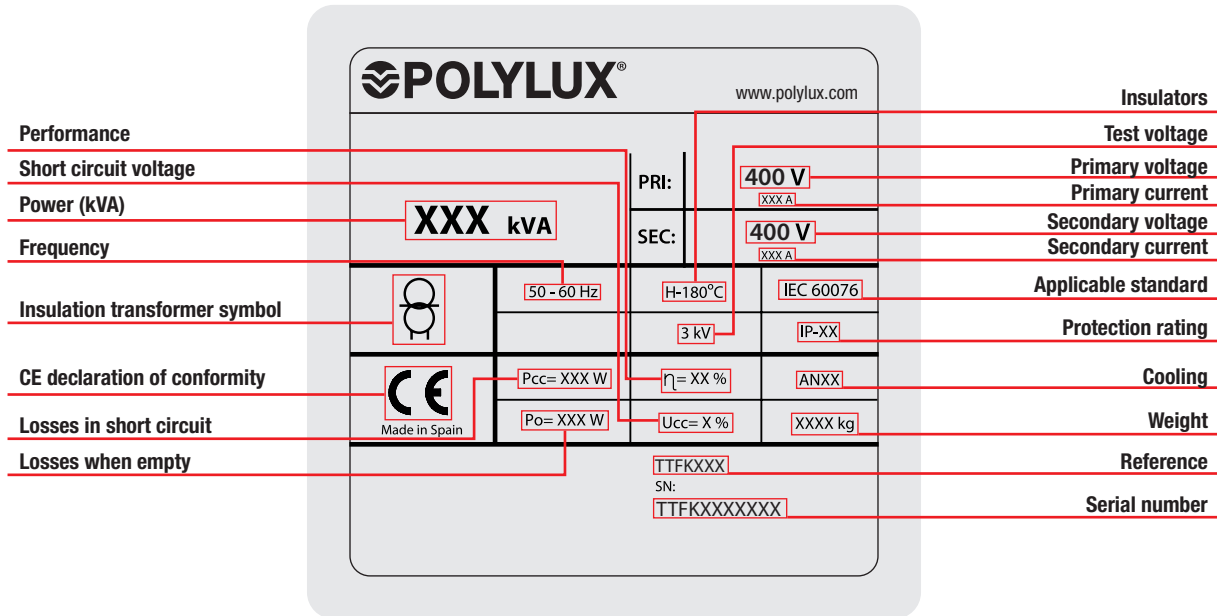 POLYLUX®
www.polylux.com
Performance
Short circuit voltage
Power (kVA)
Frequency
Insulation transformer symbol
CE declaration of conformity
Losses in short circuit
Losses when empty
XXX kVA
PRI:
400 V
XXX A
SEC:
400 V
XXX A
50 - 60 Hz
H-180°C
IEC 60076
3 kV
IP-XX
CE
Made in Spain
Pcc= XXX W
η= XX %
ANXX
Po= XXX W
Ucc= X %
XXXX kg
TTFKXXX
SN:
TTFKXXXXXXX
Insulators
Test voltage
Primary voltage
Primary current
Secondary voltage
Secondary current
Applicable standard
Protection rating
Cooling
Weight
Reference
Serial number